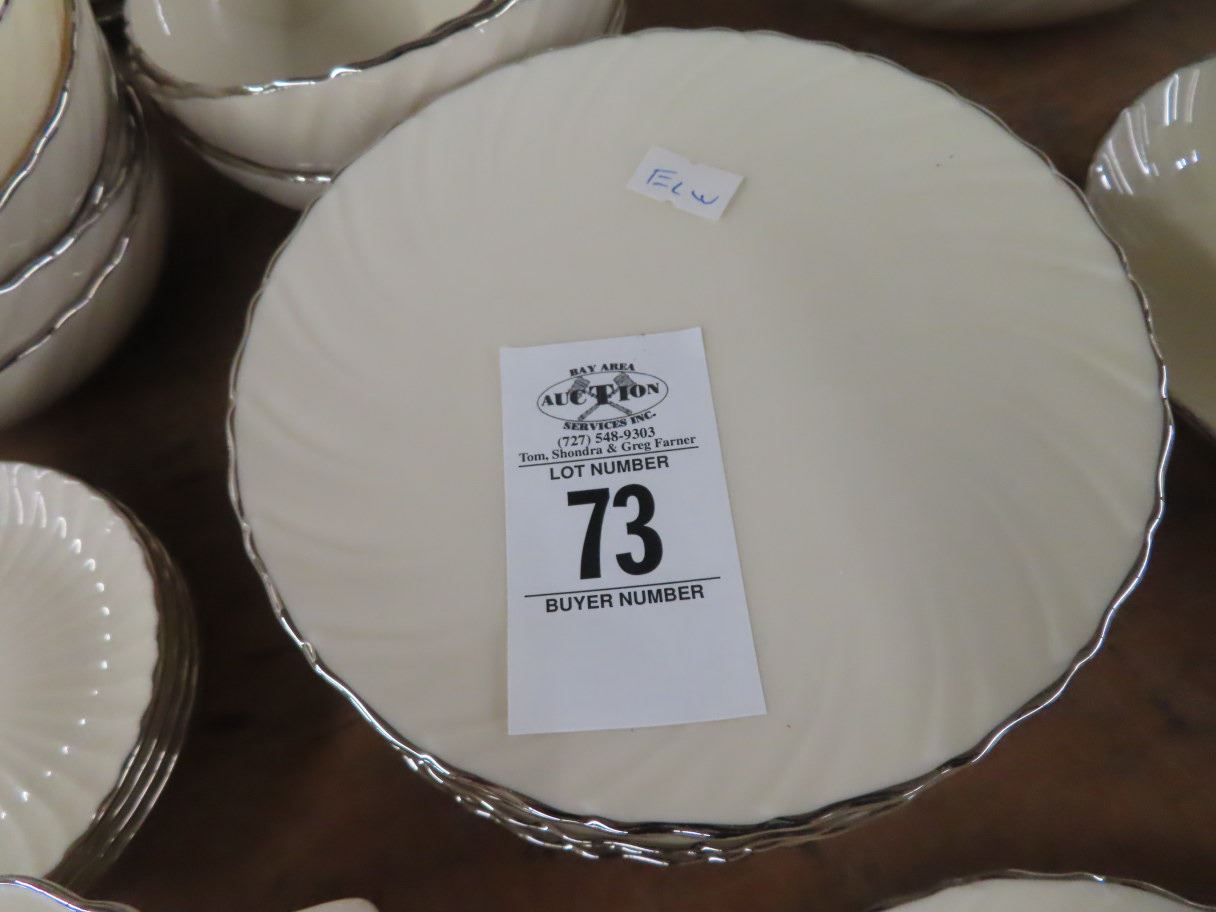 ELW
BAY AREA
AUCTION
SERVICES INC.
(727) 548-9303
Tom, Shondra & Greg Farner
LOT NUMBER
73
BUYER NUMBER